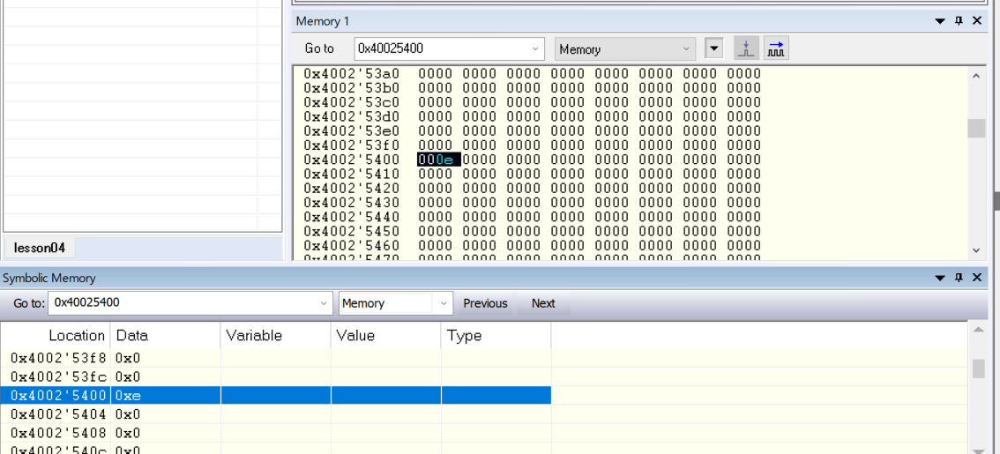 Memory 1
Go to 0x40025400 Memory
0x4002'53a0 0000 0000 0000 0000 0000 0000 0000 0000
0x4002'53b0 0000 0000 0000 0000 0000 0000 0000 0000
0x4002'53c0 0000 0000 0000 0000 0000 0000 0000 0000
0x4002'53d0 0000 0000 0000 0000 0000 0000 0000 0000
0x4002'53e0 0000 0000 0000 0000 0000 0000 0000 0000
0x4002'53f0 0000 0000 0000 0000 0000 0000 0000 0000
0x4002'5400 000e 0000 0000 0000 0000 0000 0000 0000
0x4002'5410 0000 0000 0000 0000 0000 0000 0000 0000
0x4002'5420 0000 0000 0000 0000 0000 0000 0000 0000
0x4002'5430 0000 0000 0000 0000 0000 0000 0000 0000
0x4002'5440 0000 0000 0000 0000 0000 0000 0000 0000
0x4002'5450 0000 0000 0000 0000 0000 0000 0000 0000
0x4002'5460 0000 0000 0000 0000 0000 0000 0000 0000
0x4002'5470 0000 0000 0000 0000 0000 0000 0000 0000
lesson04
Symbolic Memory
Go to: 0x40025400 Memory Previous Next
Location Data Variable Value Type
0x4002'53f8 0x0
0x4002'53fc 0x0
0x4002'5400 0xe
0x4002'5404 0x0
0x4002'5408 0x0
0x4002'540c 0x0